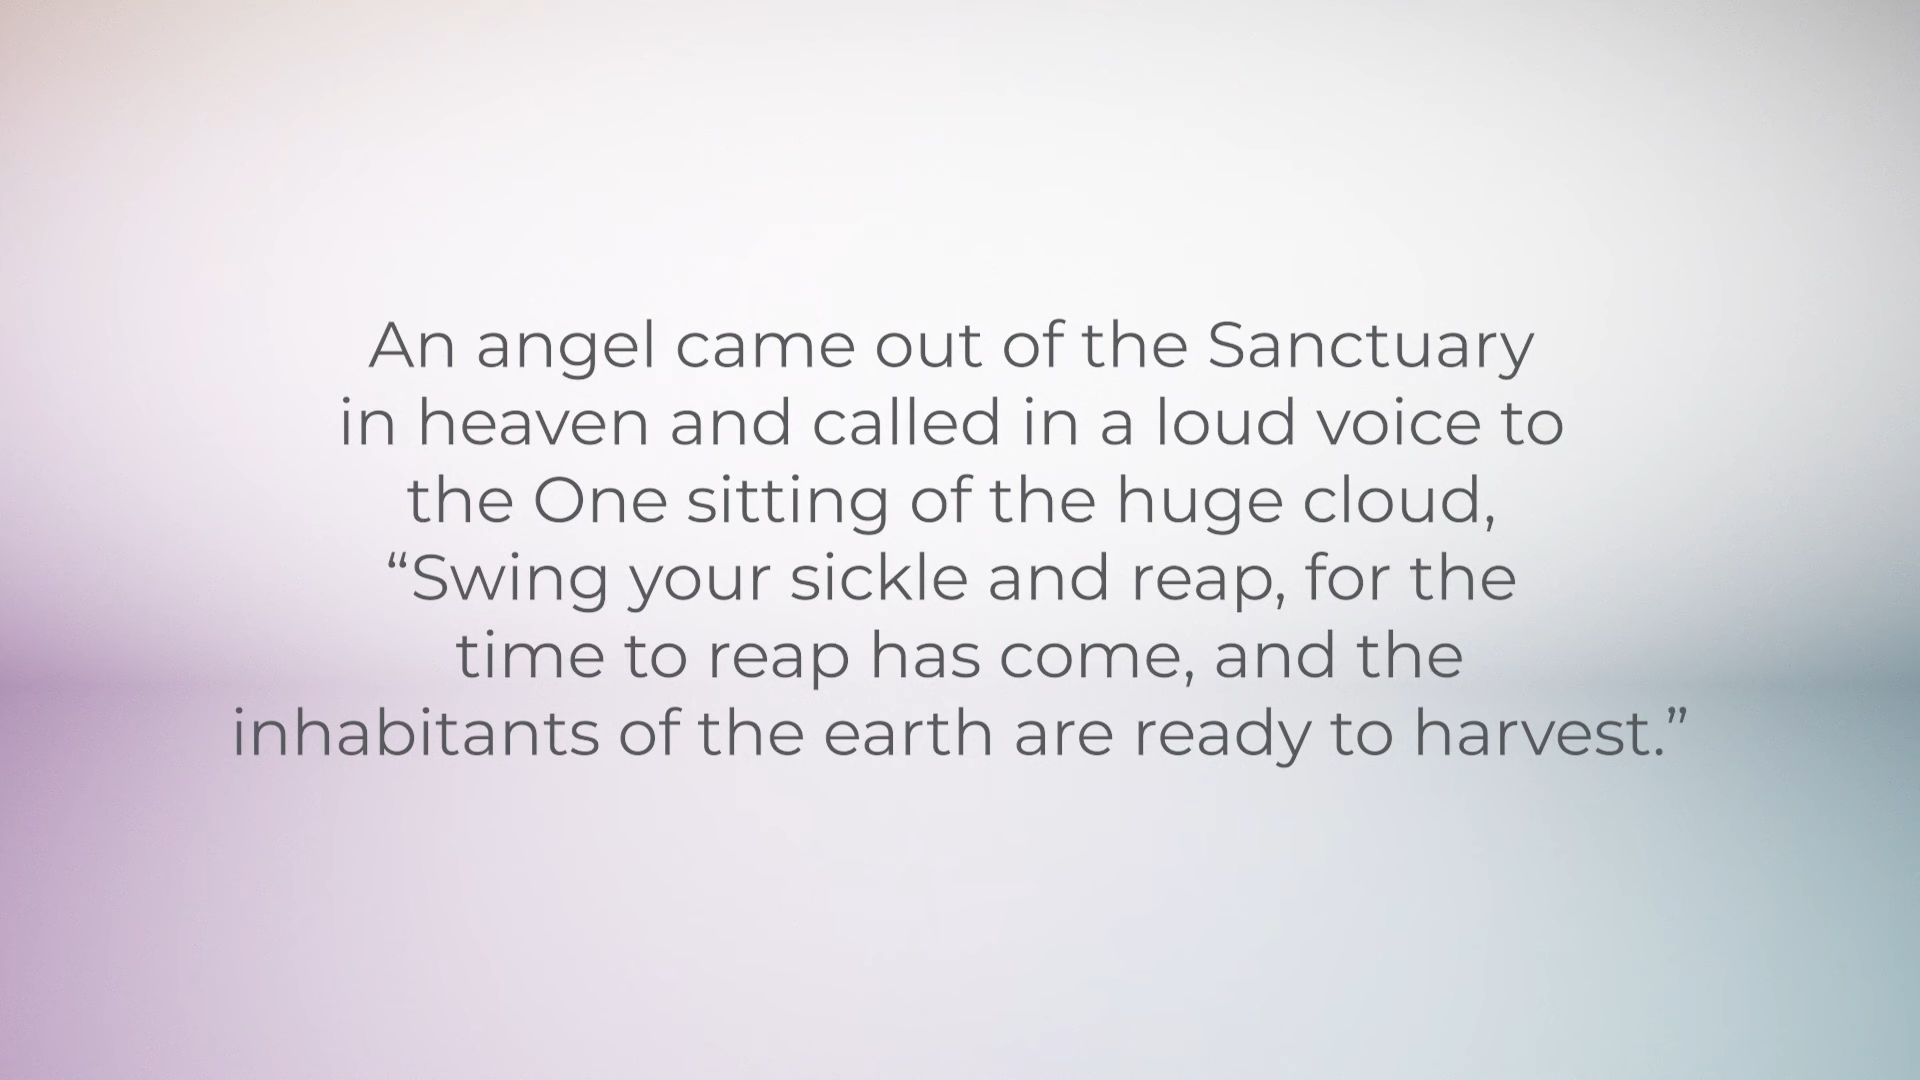 An angel came out of the Sanctuary
in heaven and called in a loud voice to
the One sitting of the huge cloud,
“Swing your sickle and reap, for the
time to reap has come, and the
inhabitants of the earth are ready to harvest.”